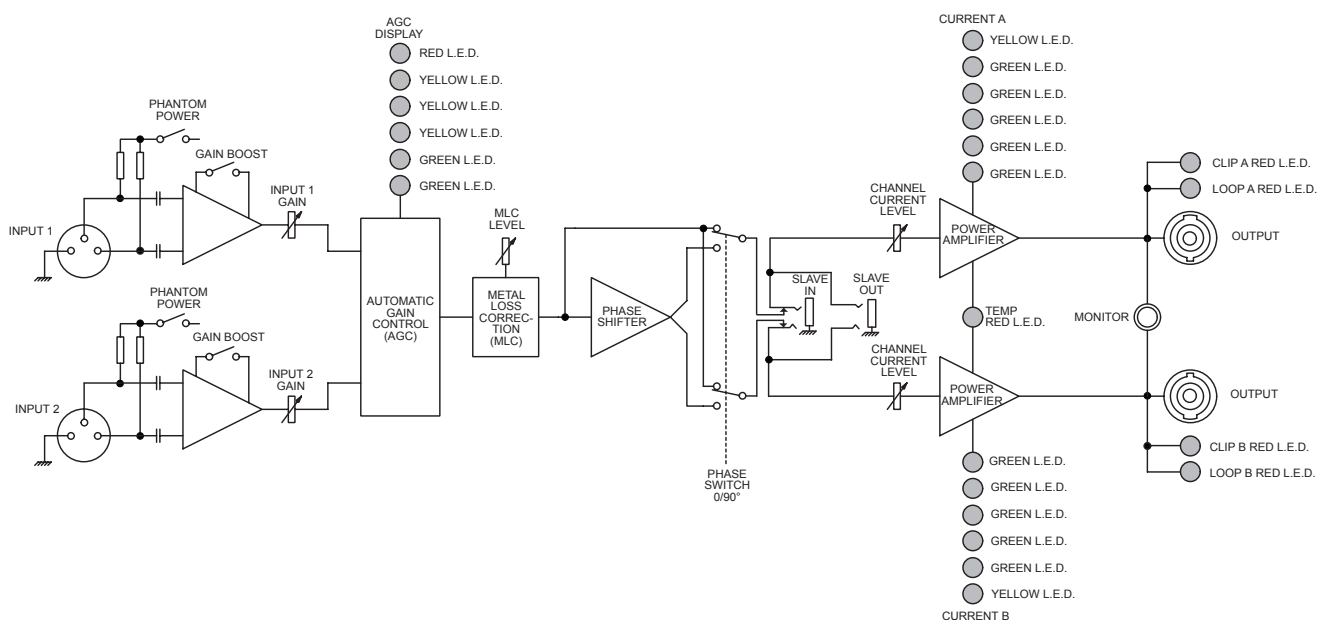 AGC
DISPLAY
RED L.E.D.
YELLOW L.E.D.
YELLOW L.E.D.
YELLOW L.E.D.
GREEN L.E.D.
GREEN L.E.D.
PHANTOM
POWER
GAIN BOOST
INPUT 1
GAIN
INPUT 1
PHANTOM
POWER
GAIN BOOST
INPUT 2
GAIN
INPUT 2
AUTOMATIC
GAIN
CONTROL
(AGC)
MLC
LEVEL
METAL
LOSS
CORREC-
TION
(MLC)
PHASE
SHIFTER
PHASE
SWITCH
0/90°
SLAVE
IN
SLAVE
OUT
CHANNEL
CURRENT
LEVEL
CHANNEL
CURRENT
LEVEL
CURRENT A
YELLOW L.E.D.
GREEN L.E.D.
GREEN L.E.D.
GREEN L.E.D.
GREEN L.E.D.
GREEN L.E.D.
POWER
AMPLIFIER
TEMP
RED L.E.D.
POWER
AMPLIFIER
GREEN L.E.D.
GREEN L.E.D.
GREEN L.E.D.
GREEN L.E.D.
GREEN L.E.D.
YELLOW L.E.D.
CURRENT B
CLIP A RED L.E.D.
LOOP A RED L.E.D.
OUTPUT
MONITOR
OUTPUT
CLIP B RED L.E.D.
LOOP B RED L.E.D.